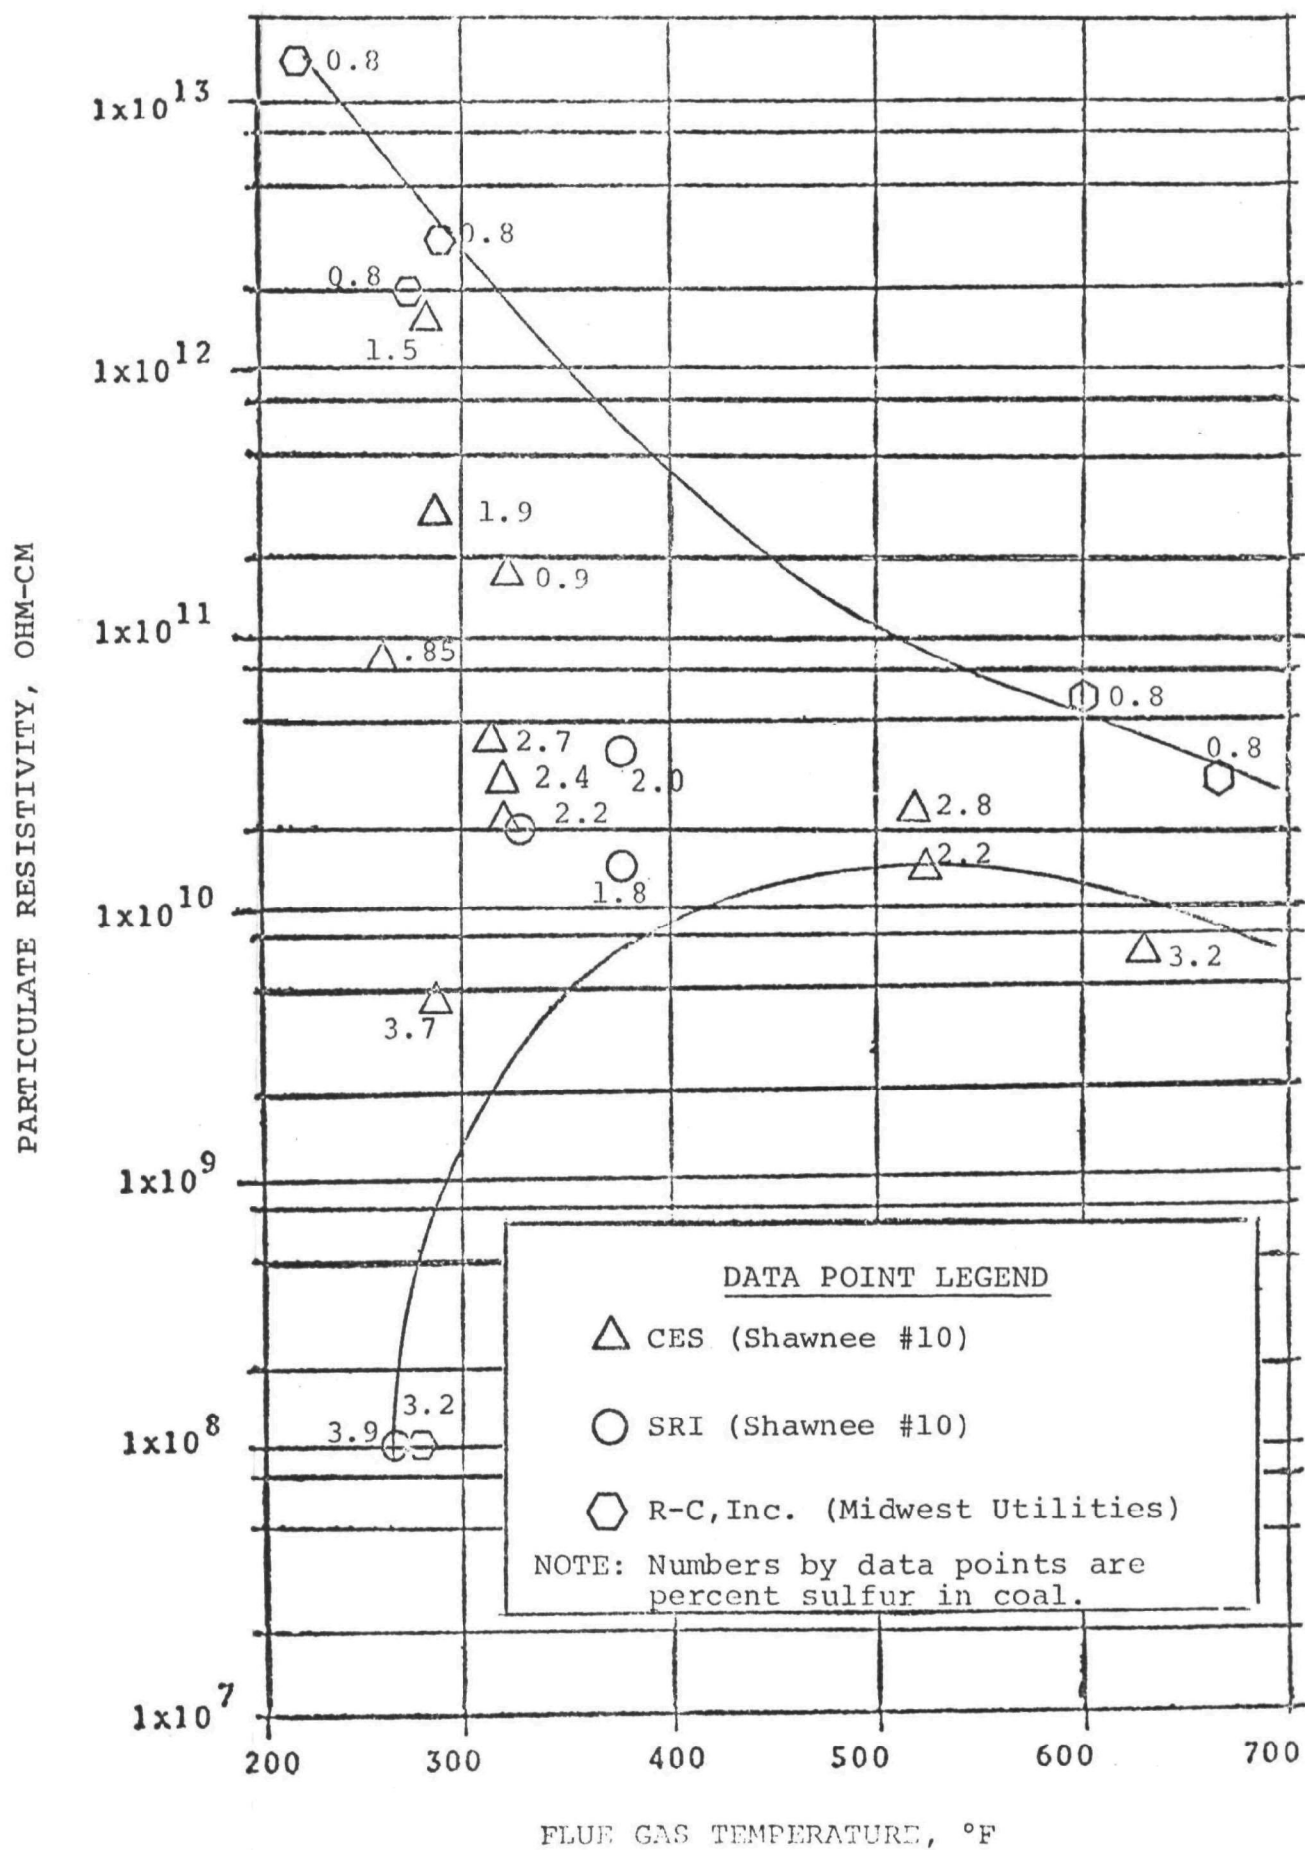 1x10^13
1x10^12
1x10^11
1x10^10
1x10^9
1x10^8
1x10^7
PARTICULATE RESISTIVITY, OHM-CM
0.8
0.8
0.8
1.5
1.9
0.9
.85
2.7
2.4
2.2
2.0
1.8
0.8
0.8
2.8
2.2
3.2
3.7
3.2
3.9
DATA POINT LEGEND
CES (Shawnee #10)
SRI (Shawnee #10)
R-C,Inc. (Midwest Utilities)
NOTE: Numbers by data points are
percent sulfur in coal.
200 300 400 500 600 700
FLUE GAS TEMPERATURE, °F